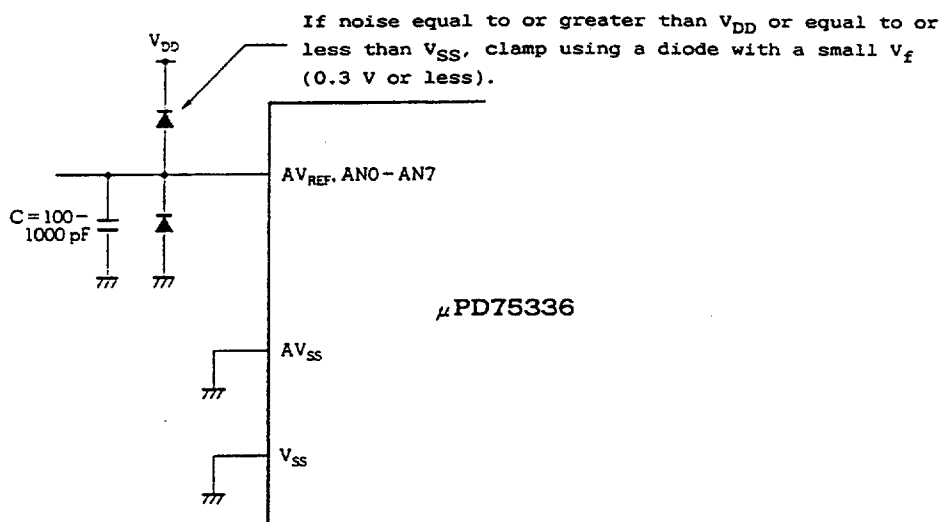 If noise equal to or greater than VDD or equal to or
less than VSS, clamp using a diode with a small Vf
(0.3 V or less).
VDD
AVREF, AN0-AN7
C=100-
1000 pF
μPD75336
AVSS
VSS